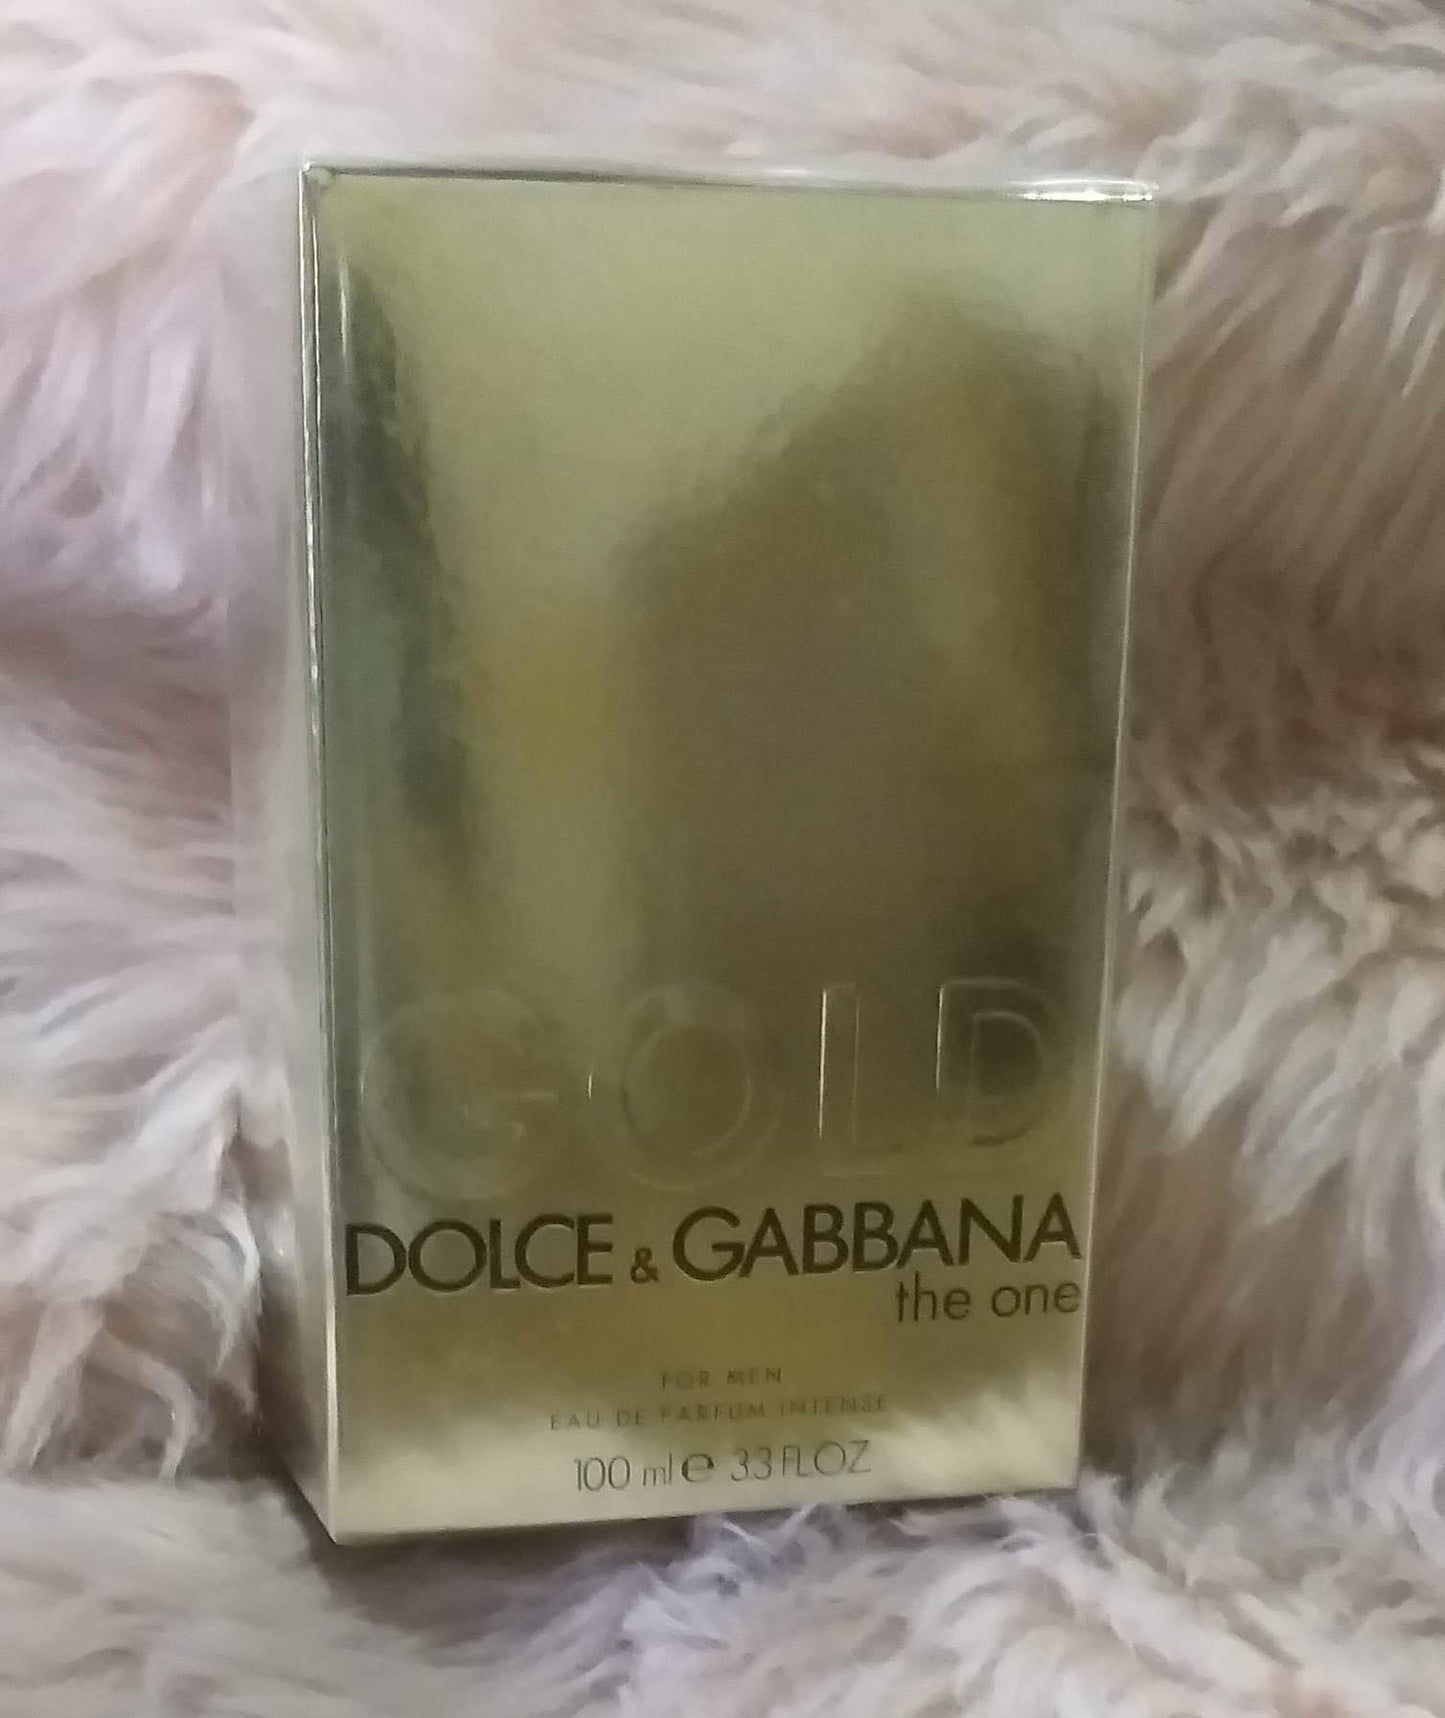 GOLD
DOLCE & GABBANA
the one
FOR MEN
EAU DE PARFUM INTENSE
100 ml ℮ 3.3 FL.OZ